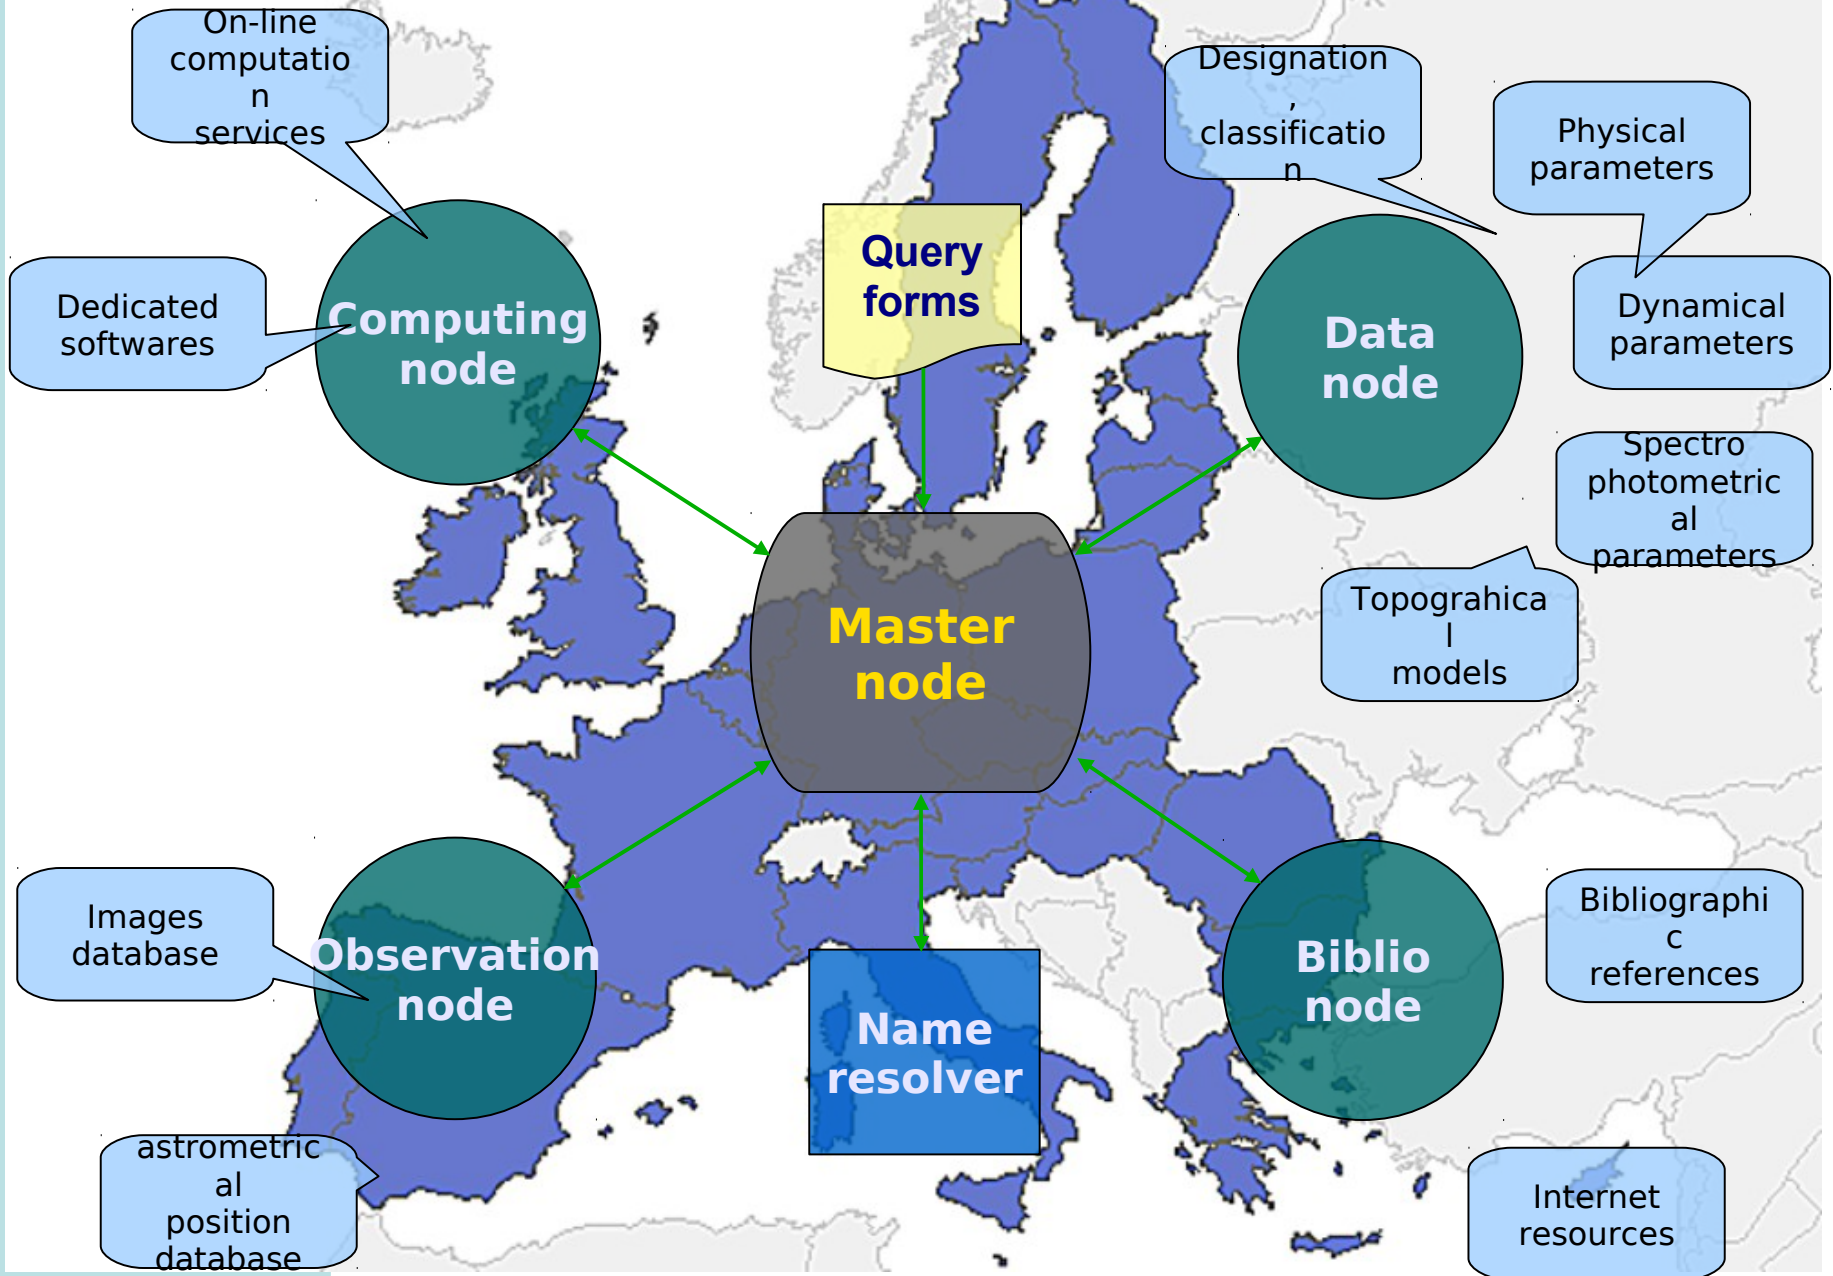 On-line
computatio
n
services
Designation
,
classificatio
n
Physical
parameters
Dedicated
softwares
Computing
node
Query
forms
Data
node
Dynamical
parameters
Spectro
photometric
al
parameters
Topograhica
l
models
Master
node
Images
database
Observation
node
Name
resolver
Biblio
node
Bibliographi
c
references
astrometric
al
position
database
Internet
resources